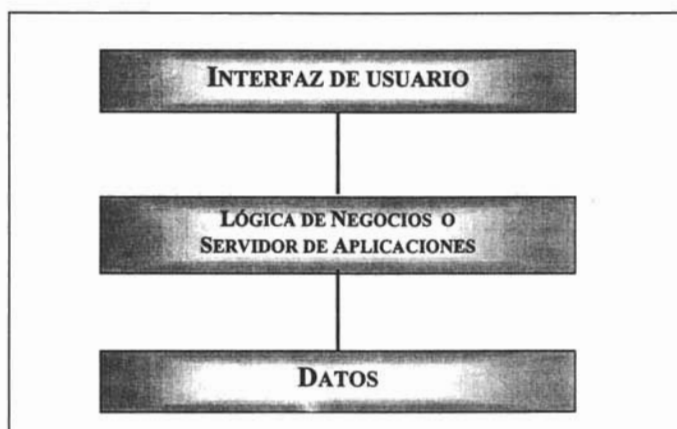 INTERFAZ DE USUARIO
LÓGICA DE NEGOCIOS O
SERVIDOR DE APLICACIONES
DATOS